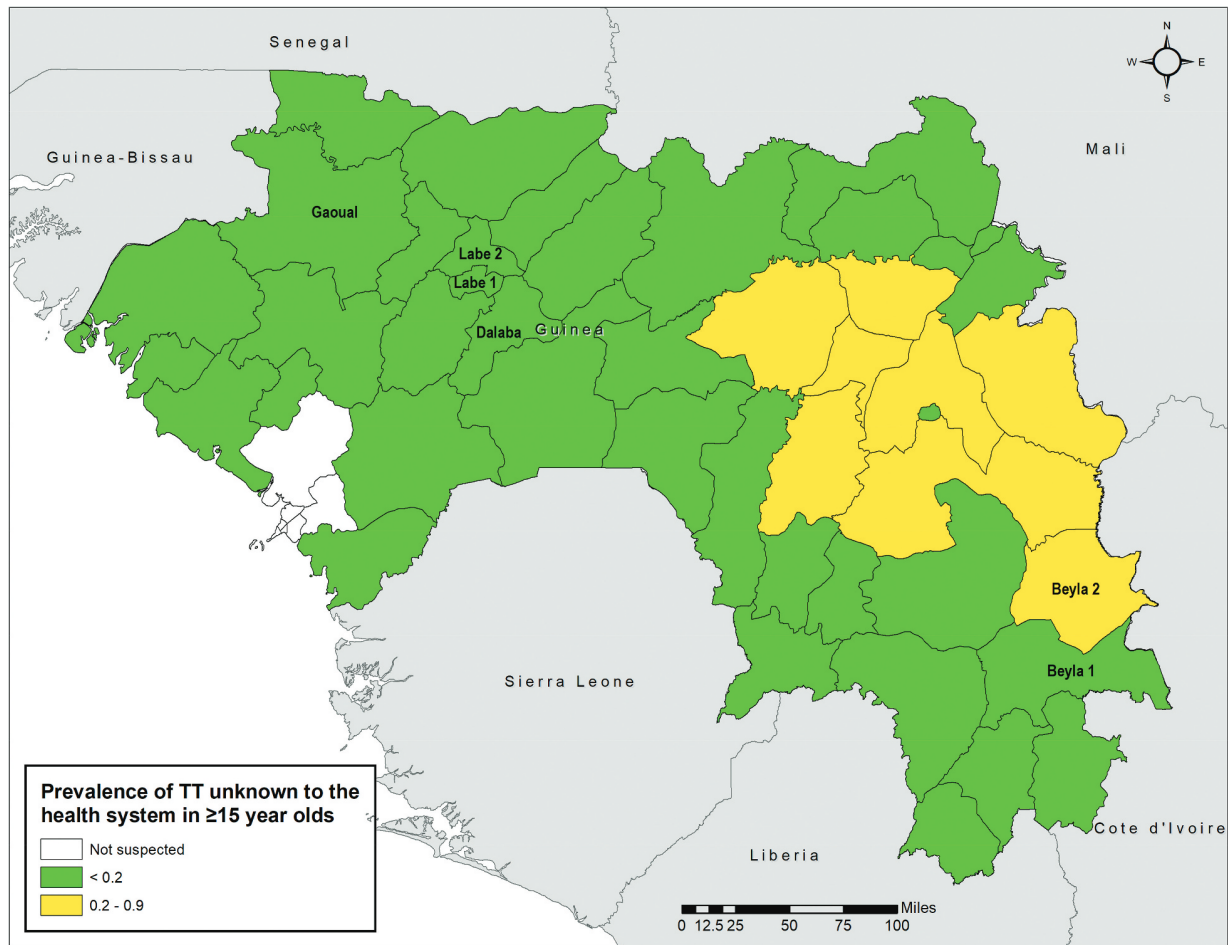 Senegal
N
W E
S
Guinea-Bissau
Mali
Gaoual
Labe 2
Labe 1
Dalaba
Guinea
Beyla 2
Beyla 1
Sierra Leone
Prevalence of TT unknown to the
health system in ≥15 year olds
Not suspected
< 0.2
0.2 - 0.9
Cote d'Ivoire
Liberia
Miles
0 12.5 25 50 75 100